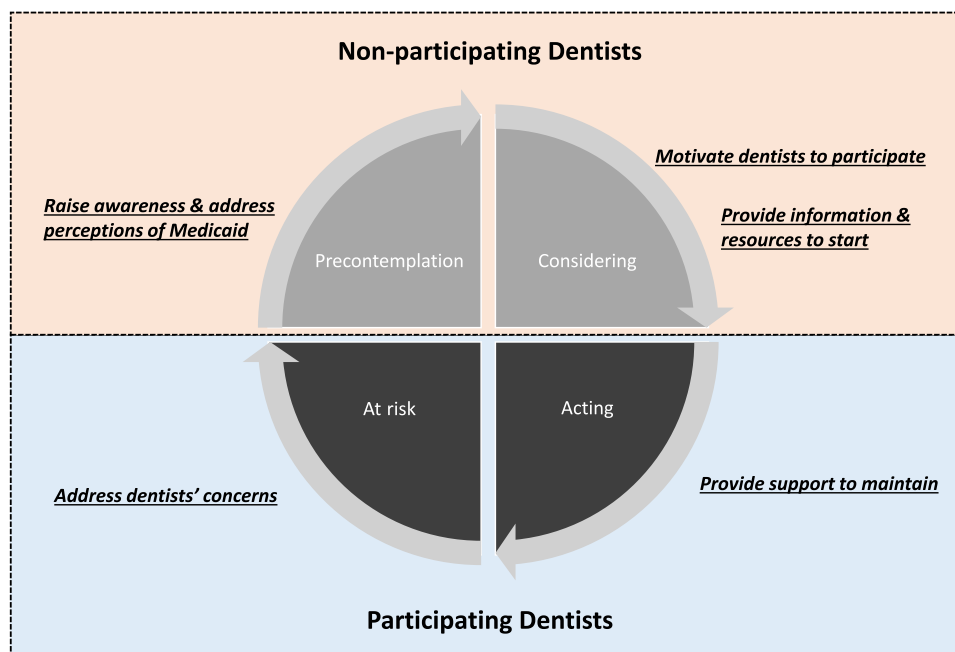 Non-participating Dentists
Motivate dentists to participate
Raise awareness & address
perceptions of Medicaid
Provide information &
resources to start
Precontemplation
Considering
At risk
Acting
Address dentists’ concerns
Provide support to maintain
Participating Dentists